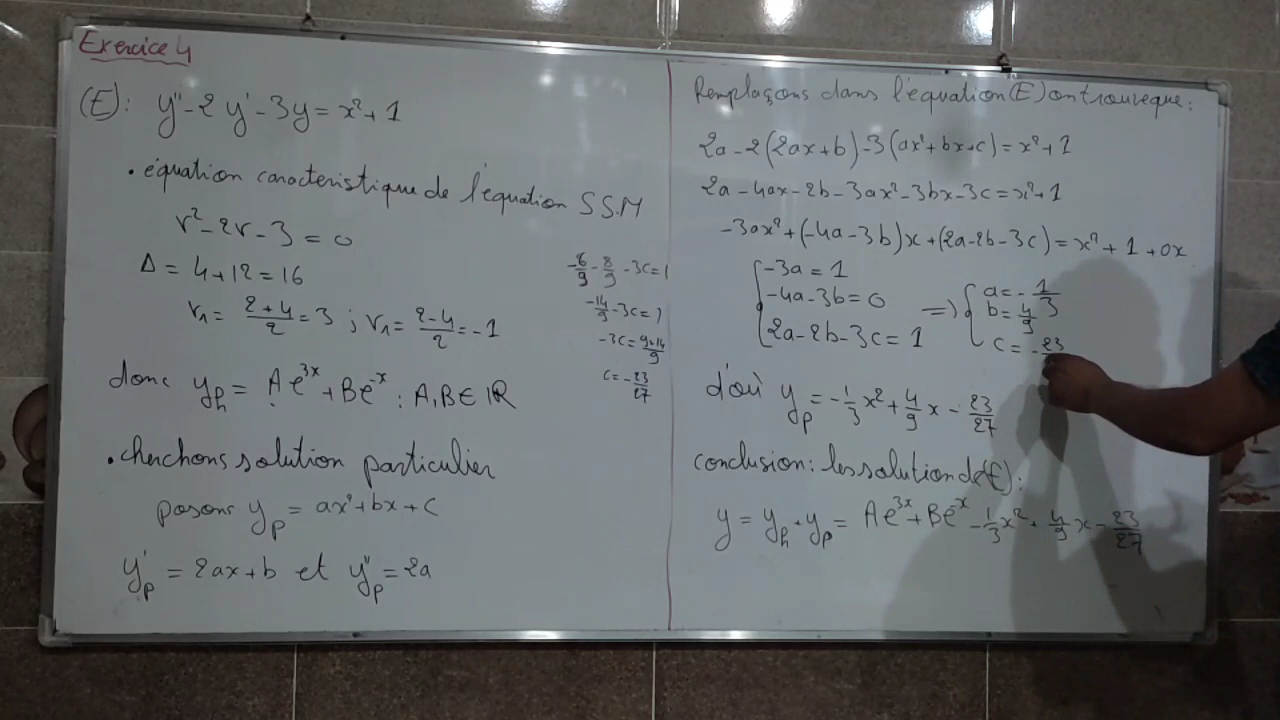 Exercice 4
(E): y'' - 2y' - 3y = x² + 1
• équation caracteristique de l'équation SSM
r² - 2r - 3 = 0
Δ = 4 + 12 = 16
r₁ = (2+4)/2 = 3 ; r₁ = (2-4)/2 = -1
donc y_h = Ae^{3x} + Be^{-x} : A, B ∈ ℝ
• cherchons solution particulier
posons y_p = ax² + bx + c
y'_p = 2ax + b et y''_p = 2a
-6/9 - 8/9 - 3c = 1
-14/9 - 3c = 1
-3c = (9+14)/9
c = -23/27
Remplaçons dans l'équation (E) on trouve que :
2a - 2(2ax + b) - 3(ax² + bx + c) = x² + 1
2a - 4ax - 2b - 3ax² - 3bx - 3c = x² + 1
-3ax² + (-4a - 3b)x + (2a - 2b - 3c) = x² + 1 + 0x
{ -3a = 1
-4a - 3b = 0
2a - 2b - 3c = 1
=> { a = -1/3
b = 4/9
c = -23
d'où y_p = -1/3 x² + 4/9 x - 23/27
conclusion : les solution de (E) :
y = y_h + y_p = Ae^{3x} + Be^{-x} - 1/3 x² + 4/9 x - 23/27